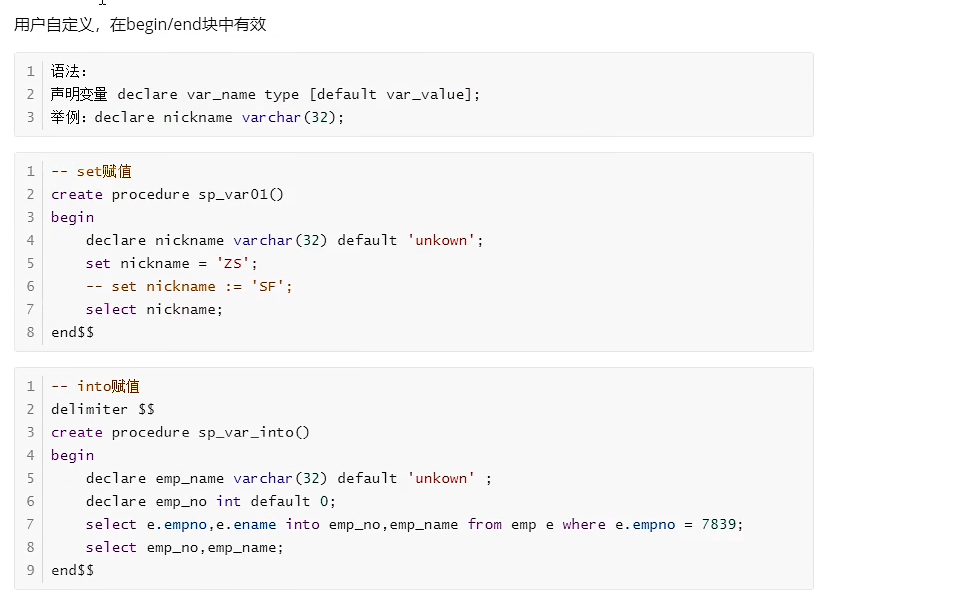 用户自定义，在begin/end块中有效
1 语法：
2 声明变量 declare var_name type [default var_value];
3 举例：declare nickname varchar(32);
1 -- set赋值
2 create procedure sp_var01()
3 begin
4     declare nickname varchar(32) default 'unkown';
5     set nickname = 'ZS';
6     -- set nickname := 'SF';
7     select nickname;
8 end$$
1 -- into赋值
2 delimiter $$
3 create procedure sp_var_into()
4 begin
5     declare emp_name varchar(32) default 'unkown' ;
6     declare emp_no int default 0;
7     select e.empno,e.ename into emp_no,emp_name from emp e where e.empno = 7839;
8     select emp_no,emp_name;
9 end$$